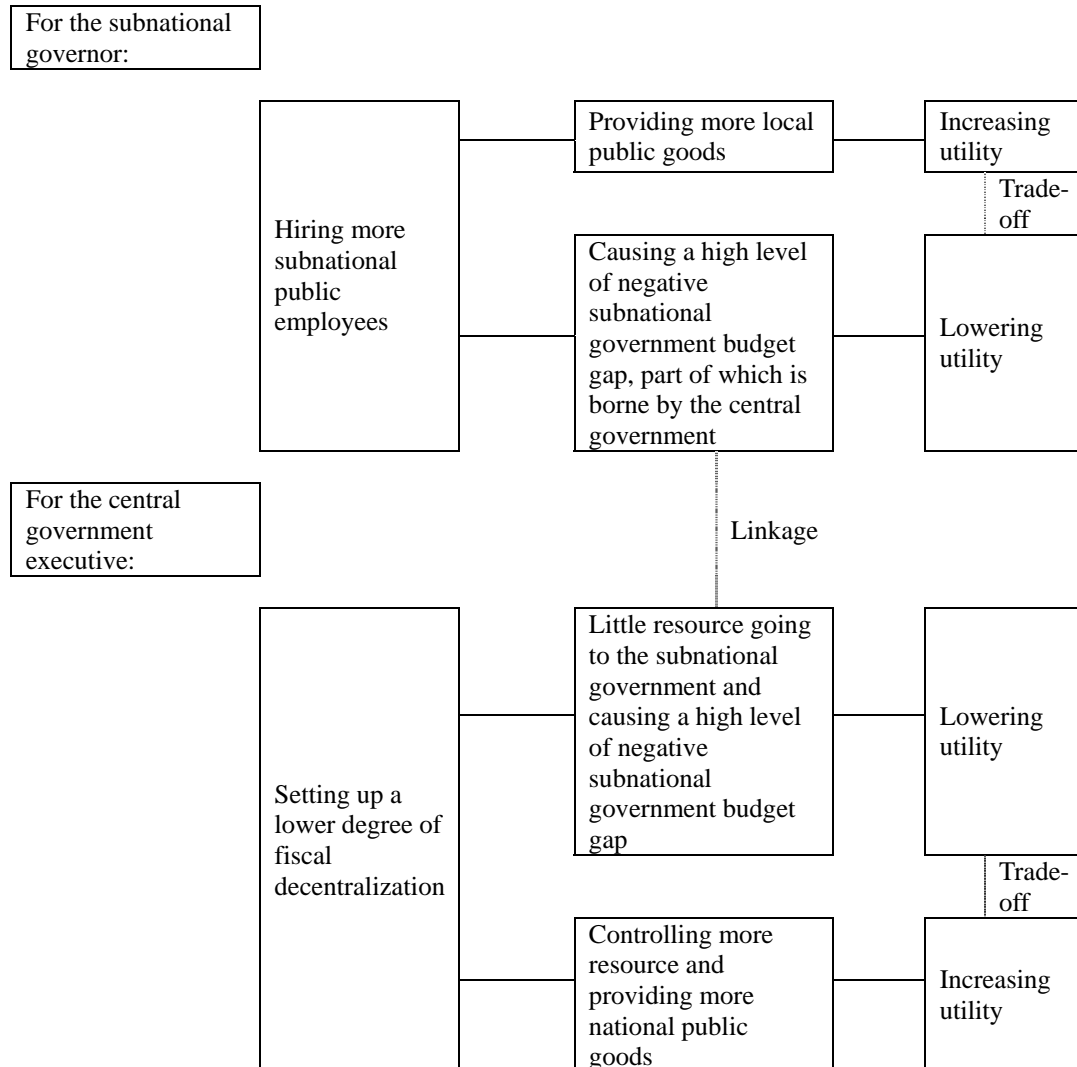 For the subnational
governor:
Providing more local
public goods
Increasing
utility
Trade-
off
Hiring more
subnational
public
employees
Causing a high level
of negative
subnational
government budget
gap, part of which is
borne by the central
government
Lowering
utility
For the central
government
executive:
Linkage
Little resource going
to the subnational
government and
causing a high level
of negative
subnational
government budget
gap
Lowering
utility
Setting up a
lower degree of
fiscal
decentralization
Trade-
off
Controlling more
resource and
providing more
national public
goods
Increasing
utility